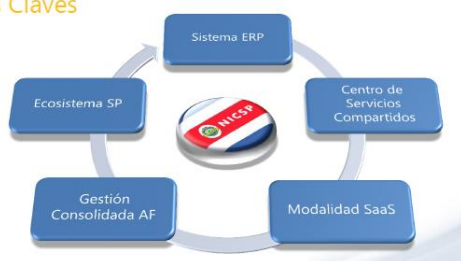 s Claves
Sistema ERP
Centro de
Servicios
Compartidos
Modalidad SaaS
Gestión
Consolidada AF
Ecosistema SP
NICSP